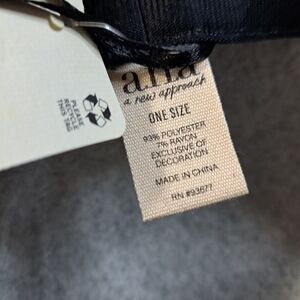 PLEASE
RECYCLE
THIS TAG
a new approach
ONE SIZE
93% POLYESTER
7% RAYON
EXCLUSIVE OF
DECORATION
MADE IN CHINA
RN #93677